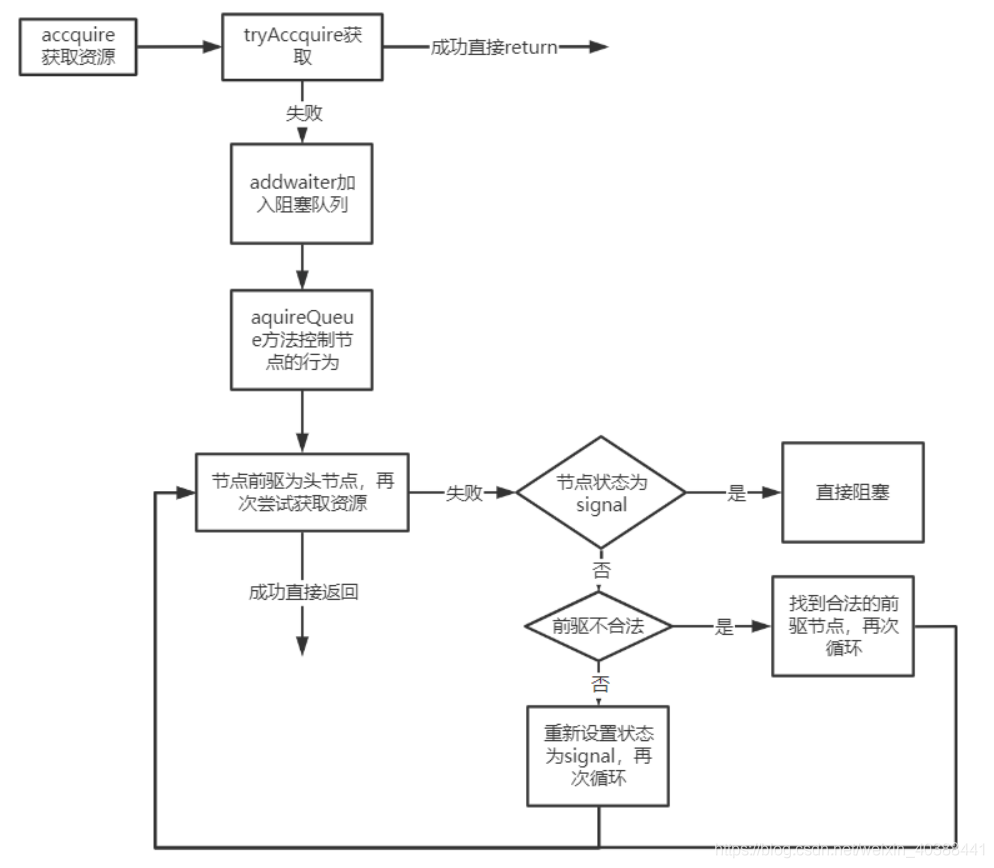 accquire
获取资源
tryAccquire获
取
成功直接return
失败
addwaiter加
入阻塞队列
aquireQueu
e方法控制节
点的行为
节点前驱为头节点，再
次尝试获取资源
失败
节点状态为
signal
是
直接阻塞
成功直接返回
否
前驱不合法
是
找到合法的前
驱节点，再次
循环
否
重新设置状态
为signal，再
次循环
https://blog.csdn.net/weixin_40388441